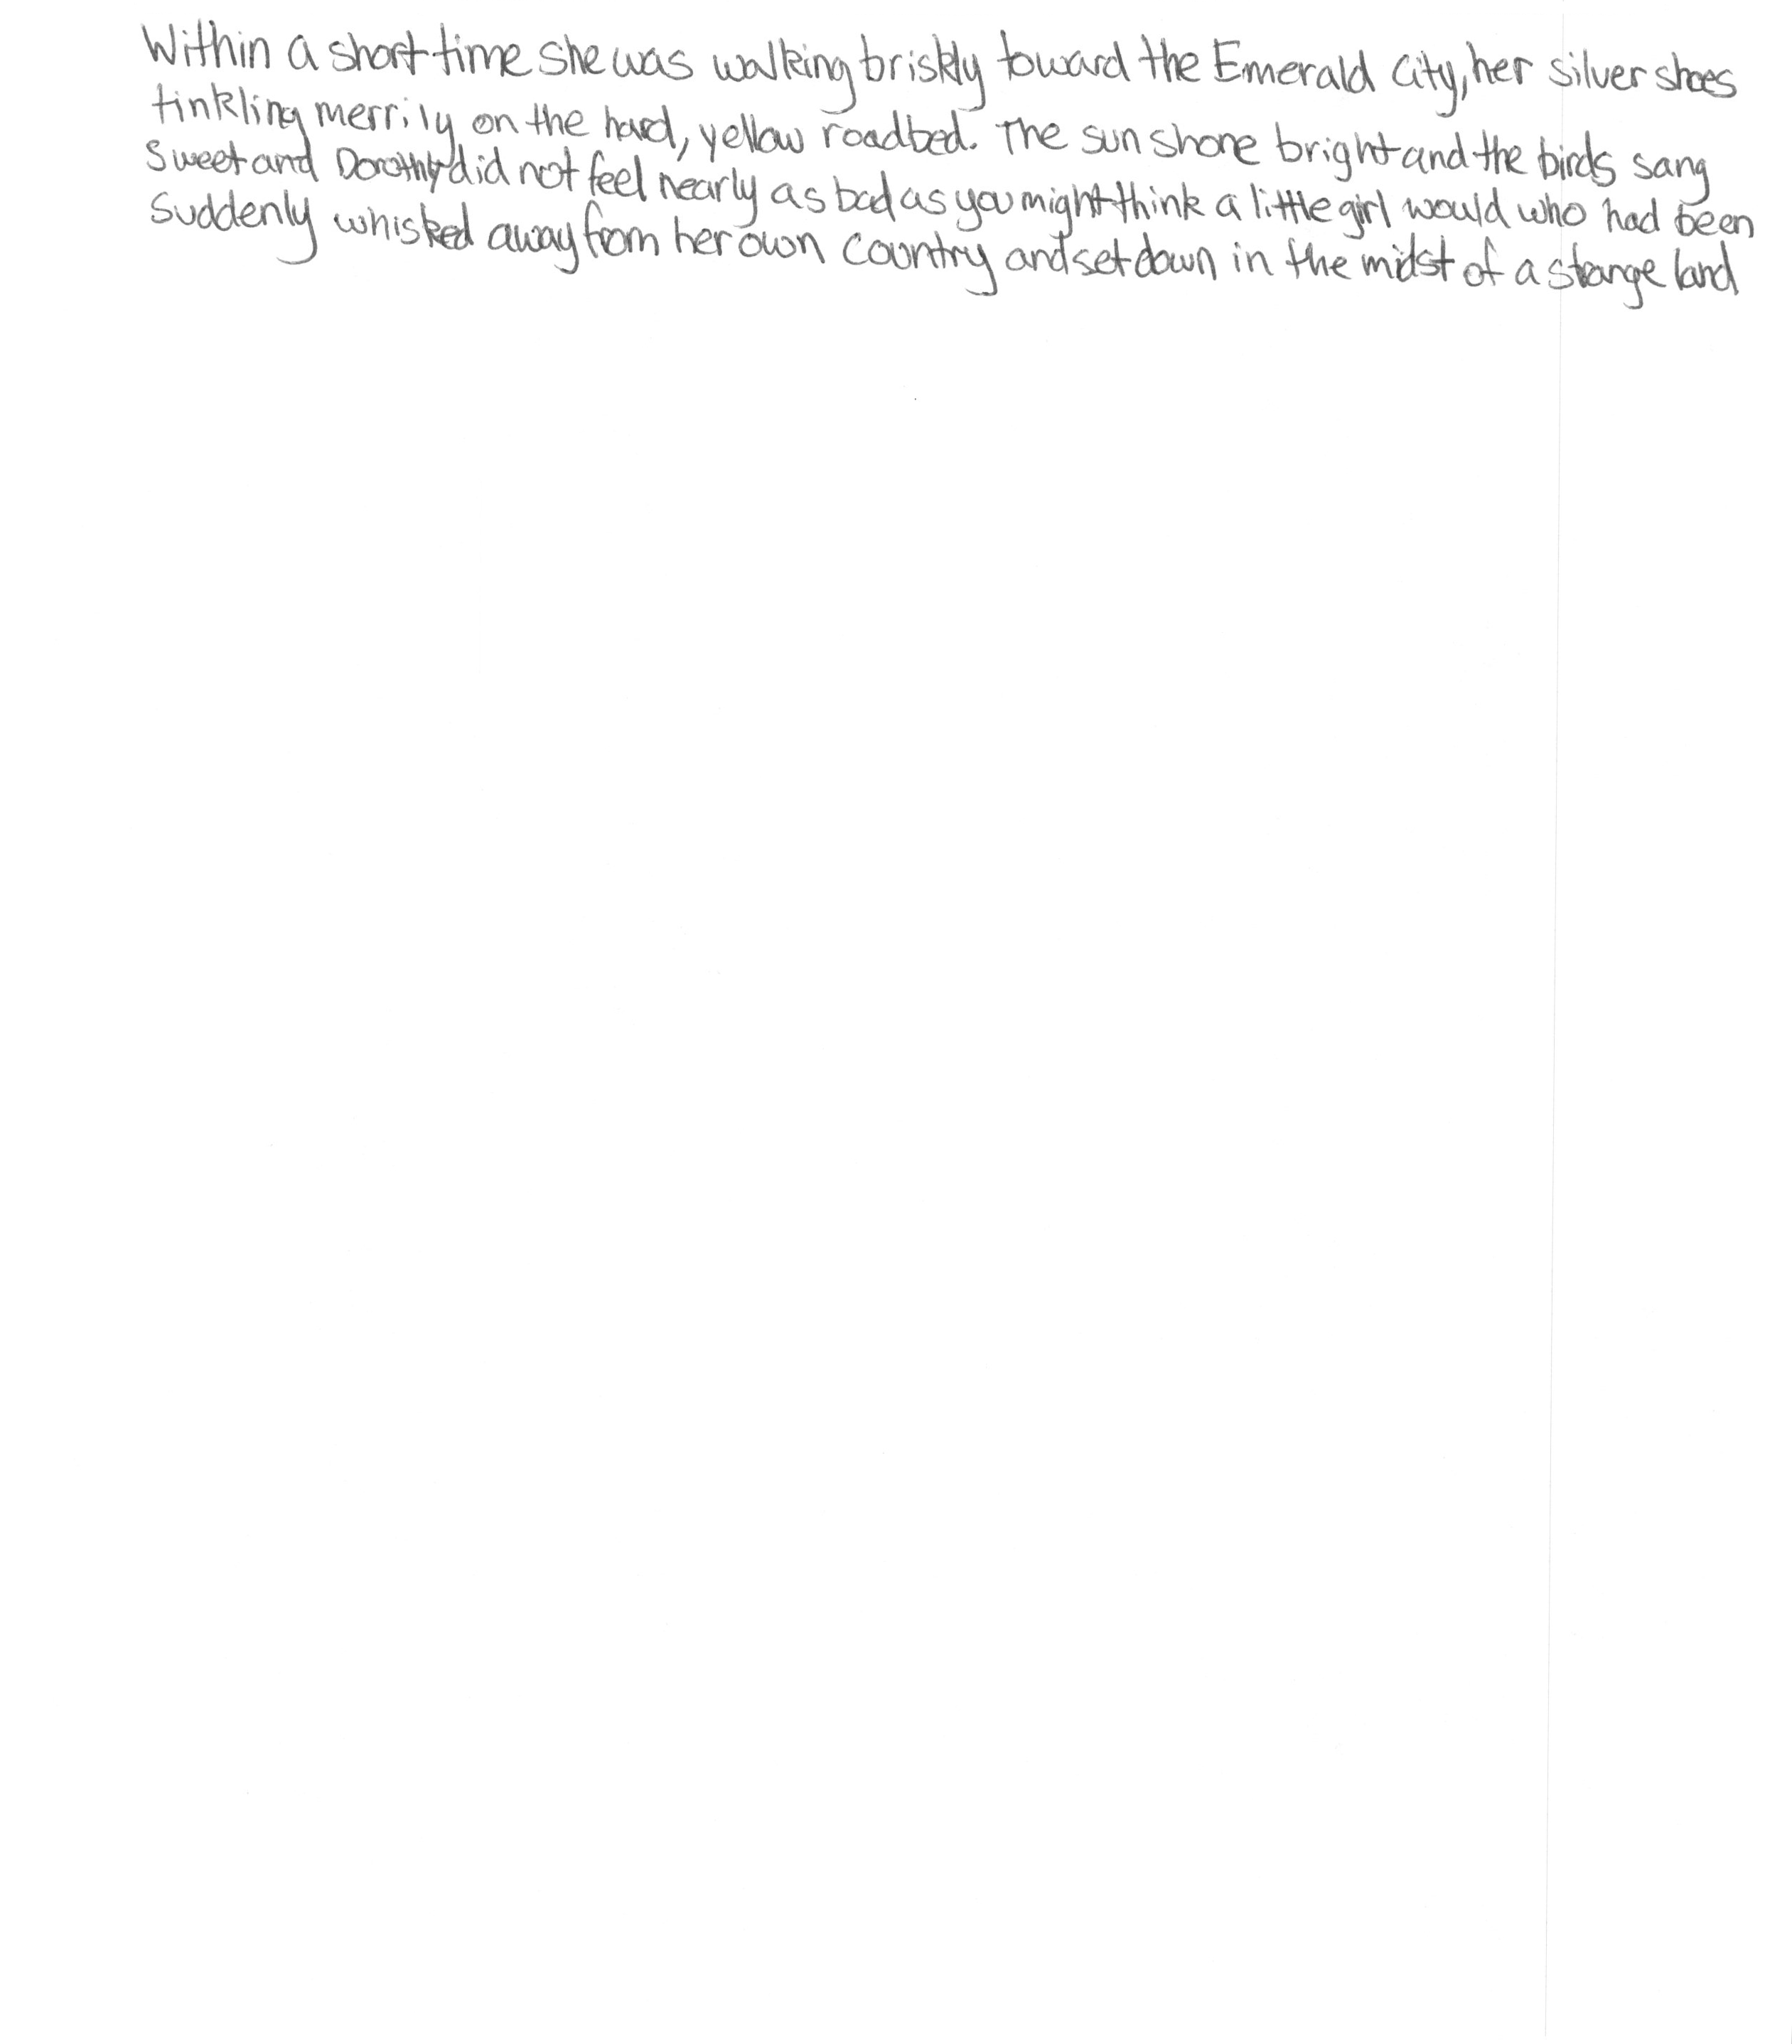 Within a short time she was walking briskly toward the Emerald City, her silver shoes
tinkling merrily on the hard, yellow roadbed. The sun shone bright and the birds sang
sweet and Dorothy did not feel nearly as bad as you might think a little girl would who had been
suddenly whisked away from her own country and set down in the midst of a strange land